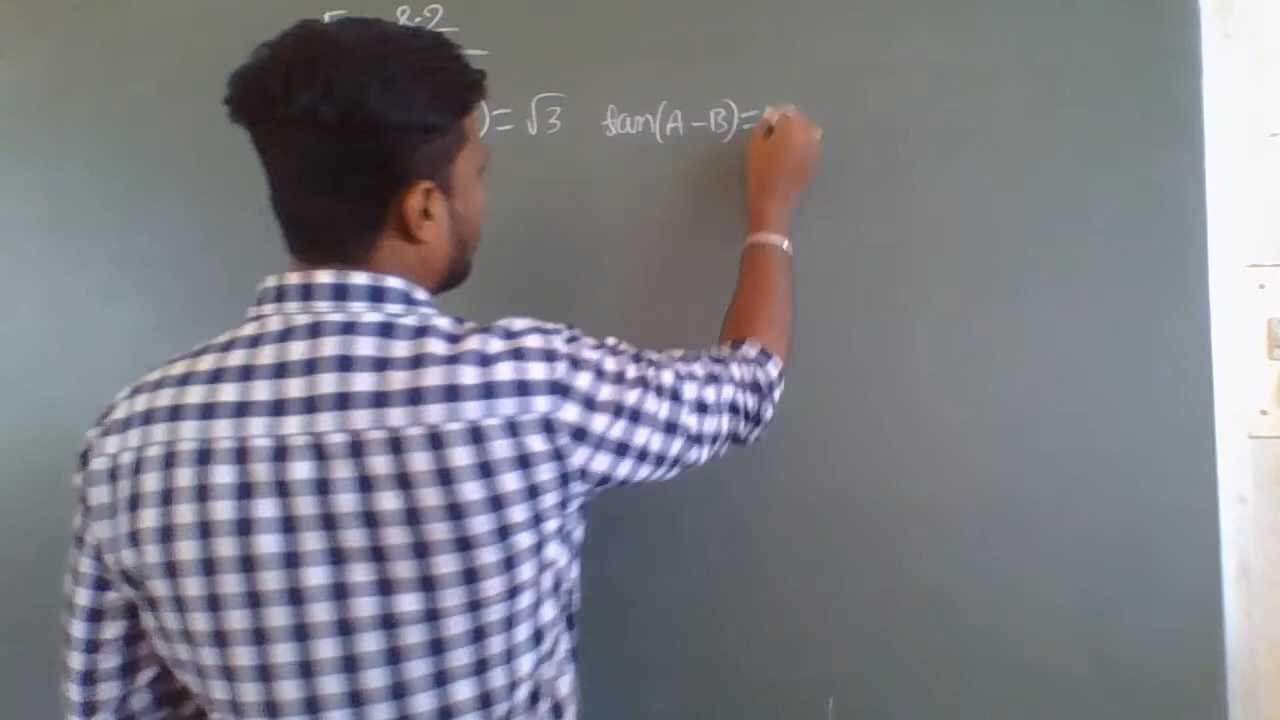 8.2
)= √3 tan(A-B)=